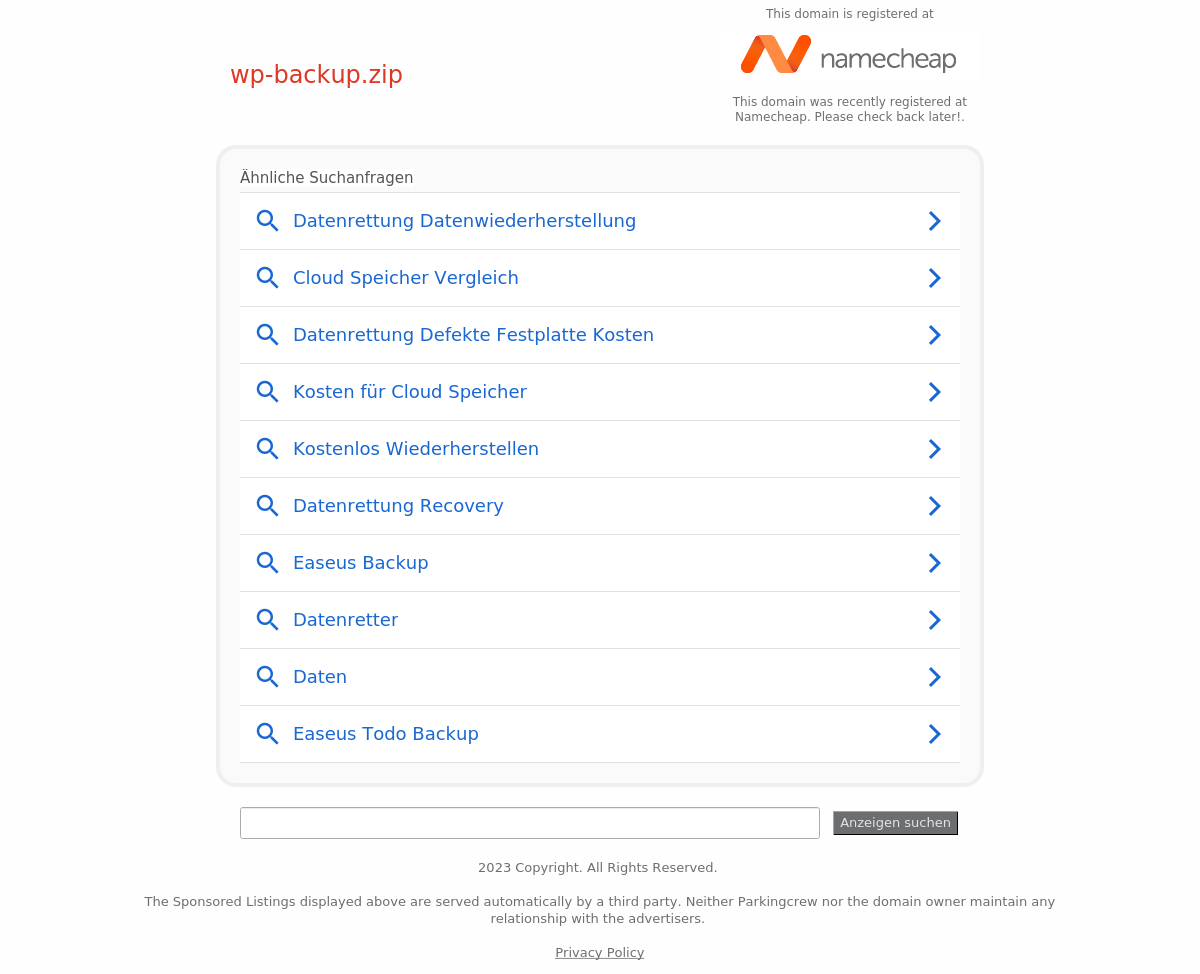 This domain is registered at
namecheap
wp-backup.zip
This domain was recently registered at
Namecheap. Please check back later!.
Ähnliche Suchanfragen
Datenrettung Datenwiederherstellung
Cloud Speicher Vergleich
Datenrettung Defekte Festplatte Kosten
Kosten für Cloud Speicher
Kostenlos Wiederherstellen
Datenrettung Recovery
Easeus Backup
Datenretter
Daten
Easeus Todo Backup
Anzeigen suchen
2023 Copyright. All Rights Reserved.
The Sponsored Listings displayed above are served automatically by a third party. Neither Parkingcrew nor the domain owner maintain any
relationship with the advertisers.
Privacy Policy